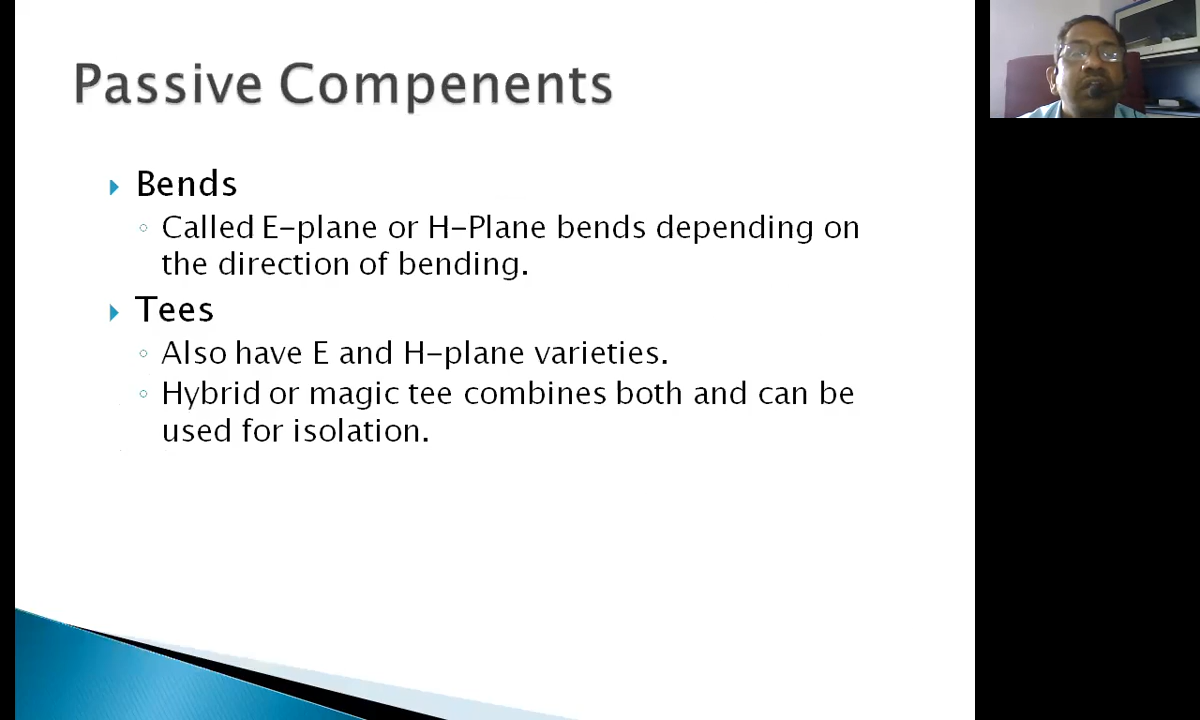 Passive Compenents
Bends
Called E-plane or H-Plane bends depending on
the direction of bending.
Tees
Also have E and H-plane varieties.
Hybrid or magic tee combines both and can be
used for isolation.